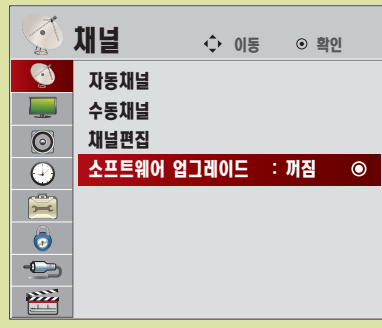 채널 이동 확인
자동채널
수동채널
채널편집
소프트웨어 업그레이드 : 꺼짐